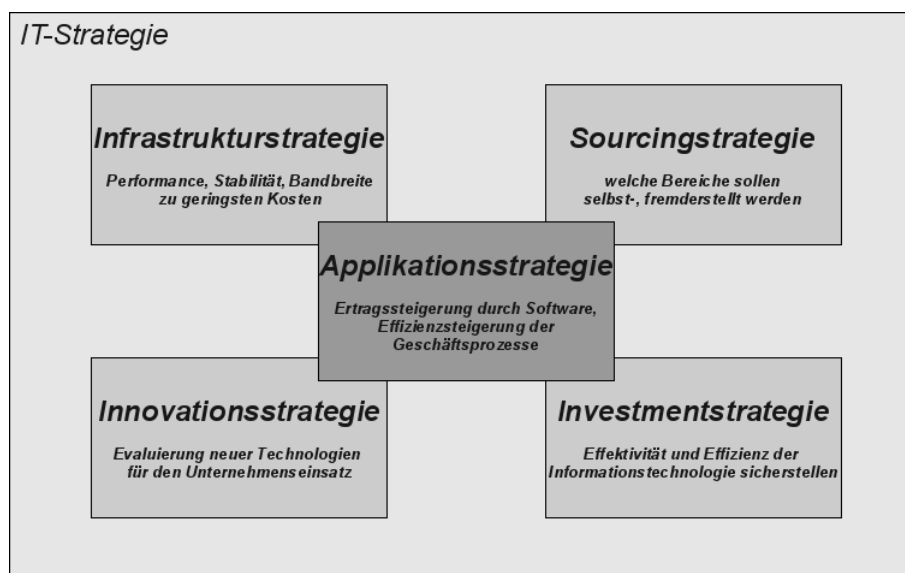 IT-Strategie
Infrastrukturstrategie
Performance, Stabilität, Bandbreite
zu geringsten Kosten
Sourcingstrategie
welche Bereiche sollen
selbst-, fremderstellt werden
Applikationsstrategie
Ertragssteigerung durch Software,
Effizienzsteigerung der
Geschäftsprozesse
Innovationsstrategie
Evaluierung neuer Technologien
für den Unternehmenseinsatz
Investmentstrategie
Effektivität und Effizienz der
Informationstechnologie sicherstellen